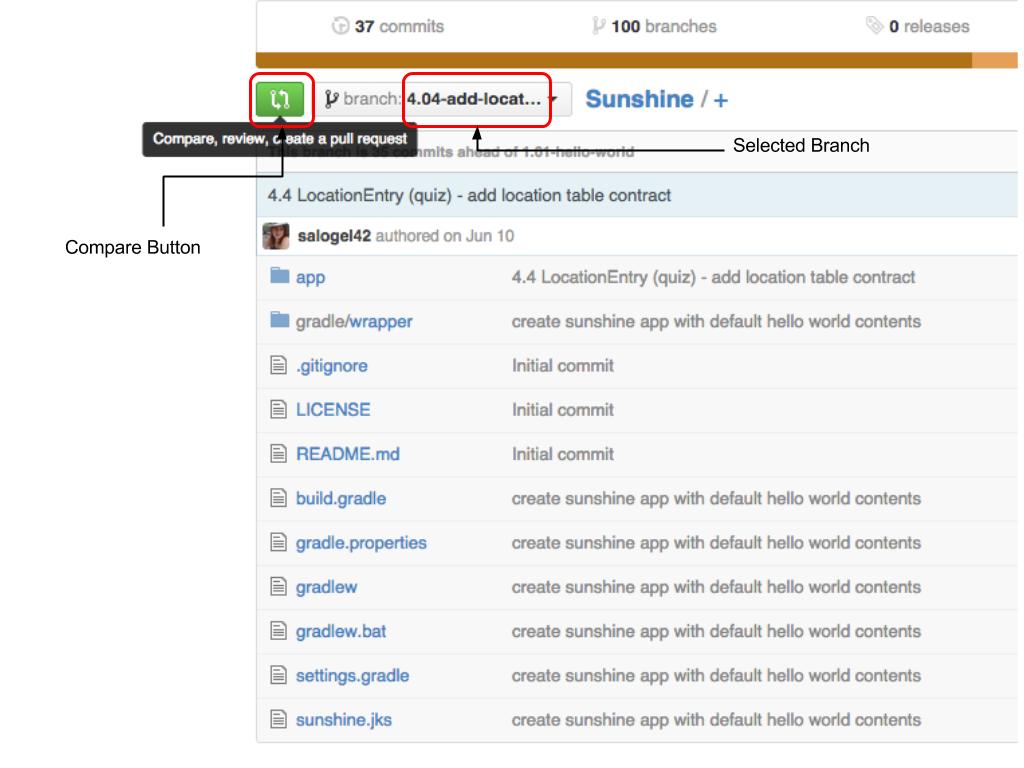 37 commits 100 branches 0 releases
branch: 4.04-add-locat... Sunshine / +
Compare, review, create a pull request
This branch is 35 commits ahead of 1.01-hello-world
Selected Branch
4.4 LocationEntry (quiz) - add location table contract
salogel42 authored on Jun 10
Compare Button
app 4.4 LocationEntry (quiz) - add location table contract
gradle/wrapper create sunshine app with default hello world contents
.gitignore Initial commit
LICENSE Initial commit
README.md Initial commit
build.gradle create sunshine app with default hello world contents
gradle.properties create sunshine app with default hello world contents
gradlew create sunshine app with default hello world contents
gradlew.bat create sunshine app with default hello world contents
settings.gradle create sunshine app with default hello world contents
sunshine.jks create sunshine app with default hello world contents